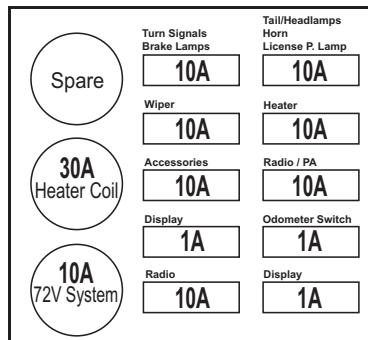 Spare
30A
Heater Coil
10A
72V System
Turn Signals
Brake Lamps
10A
Tail/Headlamps
Horn
License P. Lamp
10A
Wiper
10A
Heater
10A
Accessories
10A
Radio / PA
10A
Display
1A
Odometer Switch
1A
Radio
10A
Display
1A